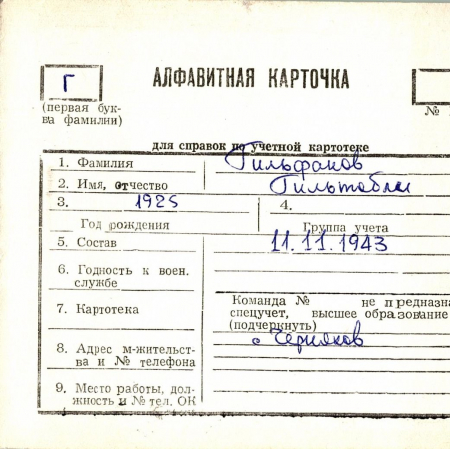 Г
АЛФАВИТНАЯ КАРТОЧКА
(первая бук-
ва фамилии)
№
для справок по учетной картотеке
1. Фамилия Гильфанов
2. Имя, отчество
3. 1925 4.
Год рождения Группа учета
5. Состав 11.11.1943
6. Годность к воен.
службе
7. Картотека
Команда № не предназна
спецучет, высшее образование
(подчеркнуть)
8. Адрес м-жительст-
ва и № телефона
с Черяков
9. Место работы, дол-
жность и № тел. ОК